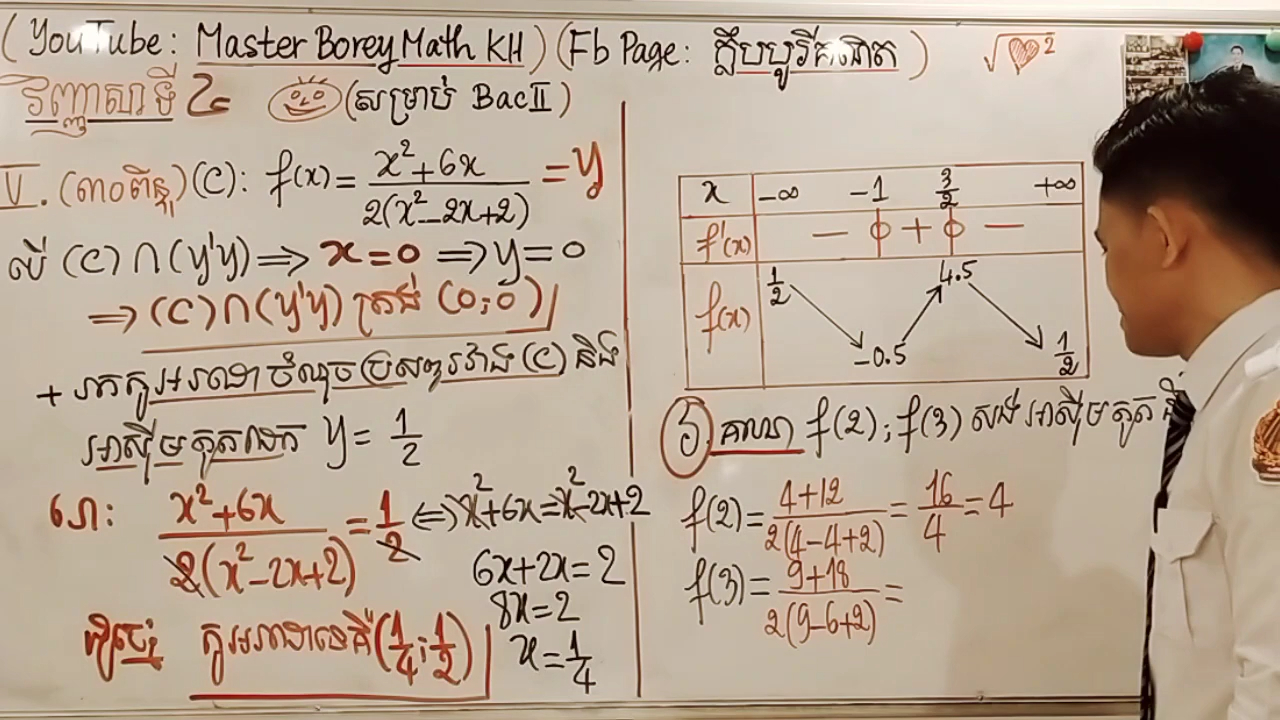 (YouTube: Master Borey Math KH) (Fb Page: ក្លឹបបូរីគណិត) √♡²
វិញ្ញាសាទី 2 (សម្រាប់ Bac II)
V. (៣០ពិន្ទុ) (C): f(x) = (x²+6x)/(2(x²-2x+2)) = y
បើ (C) ∩ (y'y) ⟹ x = 0 ⟹ y = 0
⟹ (C) ∩ (y'y) ត្រង់ (0;0)
+ រកកូអរដោនេចំណុចប្រសព្វរវាង (C) និង
អាស៊ីមតូតដេក y = 1/2
គេបាន: (x²+6x)/(2(x²-2x+2)) = 1/2 ⟺ x²+6x = x²-2x+2
6x+2x = 2
8x = 2
x = 1/4
ដូចនេះ កូអរដោនេគឺ (1/4; 1/2)
x -∞ -1 3/2 +∞
f'(x) - 0 + 0 -
f(x) 1/2 -0.5 4.5 1/2
5. គណនា f(2); f(3) សង់ អាស៊ីមតូត
f(2) = (4+12)/(2(4-4+2)) = 16/4 = 4
f(3) = (9+18)/(2(9-6+2)) =